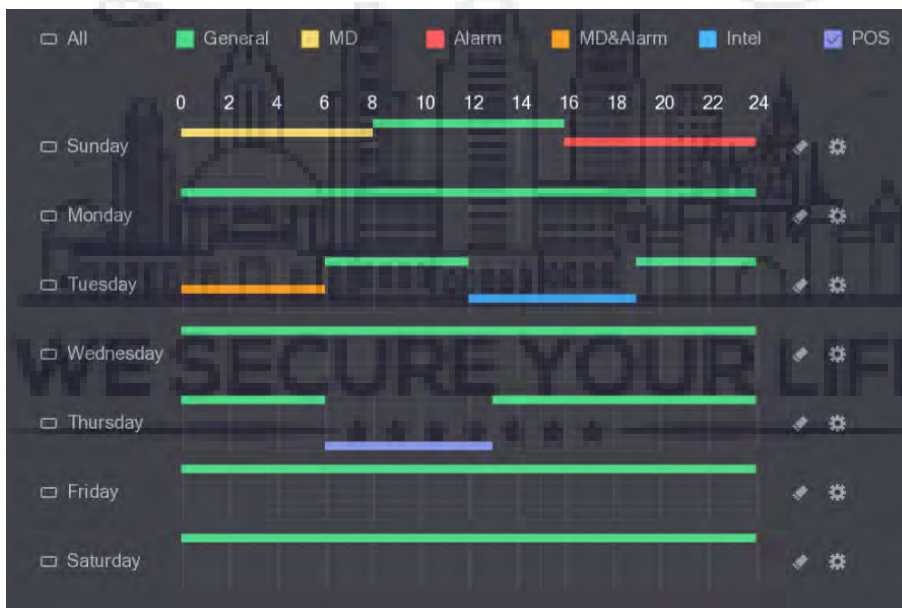 All General MD Alarm MD&Alarm Intel POS
0 2 4 6 8 10 12 14 16 18 20 22 24
Sunday
Monday
Tuesday
Wednesday
WE SECURE YOUR LIFE
Thursday
Friday
Saturday